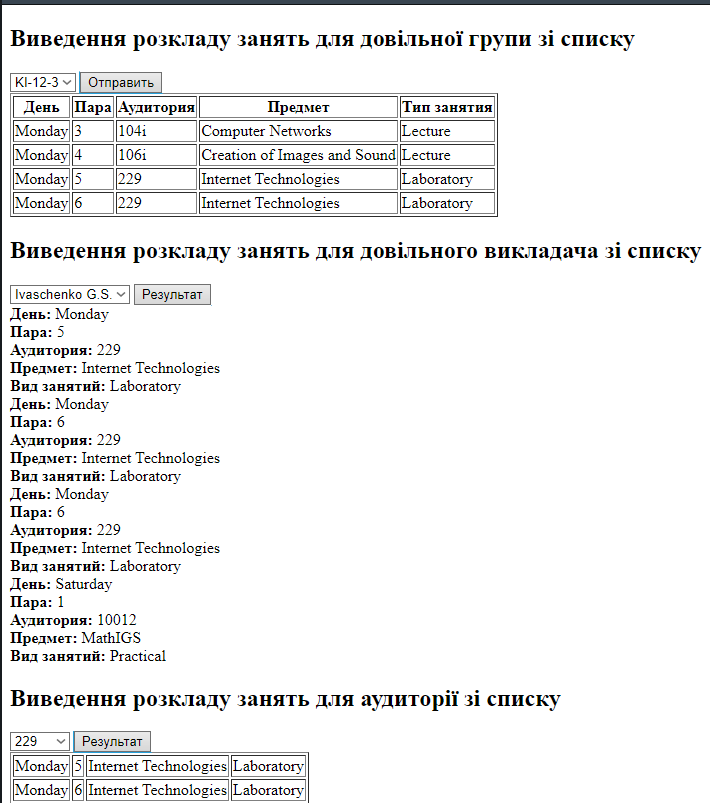 Виведення розкладу занять для довільної групи зі списку
KI-12-3 Отправить
День Пара Аудитория Предмет Тип занятия
Monday 3 104i Computer Networks Lecture
Monday 4 106i Creation of Images and Sound Lecture
Monday 5 229 Internet Technologies Laboratory
Monday 6 229 Internet Technologies Laboratory
Виведення розкладу занять для довільного викладача зі списку
Ivaschenko G.S. Результат
День: Monday
Пара: 5
Аудитория: 229
Предмет: Internet Technologies
Вид занятий: Laboratory
День: Monday
Пара: 6
Аудитория: 229
Предмет: Internet Technologies
Вид занятий: Laboratory
День: Monday
Пара: 6
Аудитория: 229
Предмет: Internet Technologies
Вид занятий: Laboratory
День: Saturday
Пара: 1
Аудитория: 10012
Предмет: MathIGS
Вид занятий: Practical
Виведення розкладу занять для аудиторії зі списку
229 Результат
Monday 5 Internet Technologies Laboratory
Monday 6 Internet Technologies Laboratory